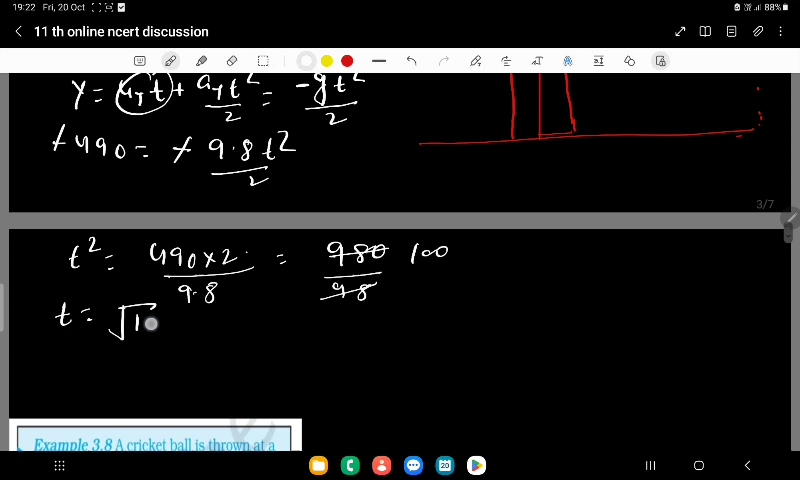 19:22 Fri, 20 Oct 88%
11 th online ncert discussion
y = uyt + ayt²/2 = -gt²/2
+490 = + 9.8t²/2
3/7
t² = 490×2/9.8 = 980/98 100
t = √1
Example 3.8 A cricket ball is thrown at a